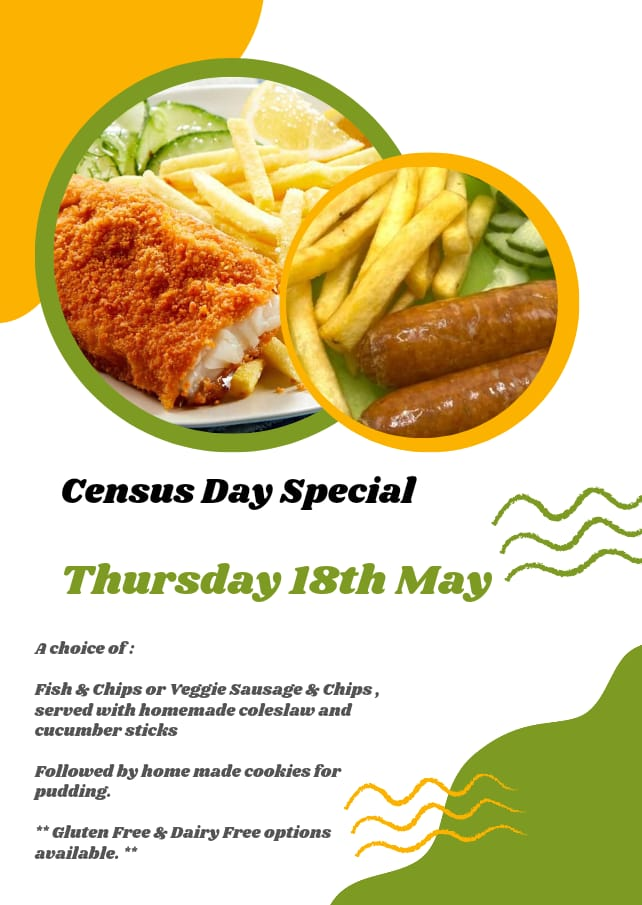 Census Day Special
Thursday 18th May
A choice of :
Fish & Chips or Veggie Sausage & Chips ,
served with homemade coleslaw and
cucumber sticks
Followed by home made cookies for
pudding.
** Gluten Free & Dairy Free options
available. **